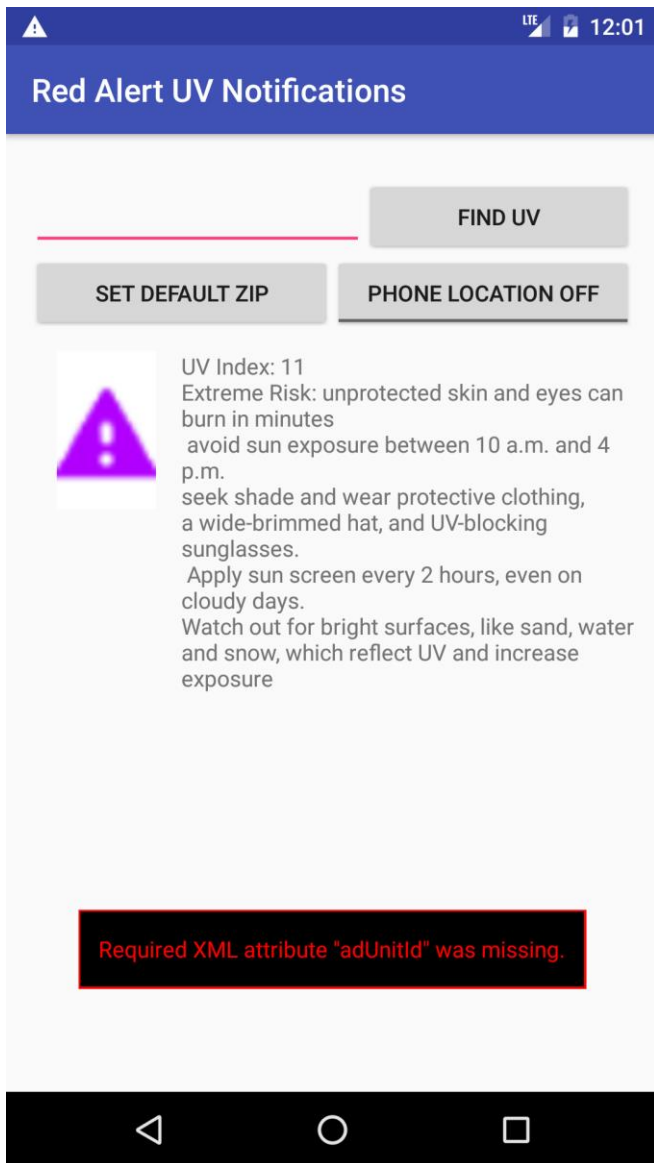 LTE 12:01
Red Alert UV Notifications
FIND UV
SET DEFAULT ZIP PHONE LOCATION OFF
UV Index: 11
Extreme Risk: unprotected skin and eyes can
burn in minutes
avoid sun exposure between 10 a.m. and 4
p.m.
seek shade and wear protective clothing,
a wide-brimmed hat, and UV-blocking
sunglasses.
Apply sun screen every 2 hours, even on
cloudy days.
Watch out for bright surfaces, like sand, water
and snow, which reflect UV and increase
exposure
Required XML attribute "adUnitId" was missing.